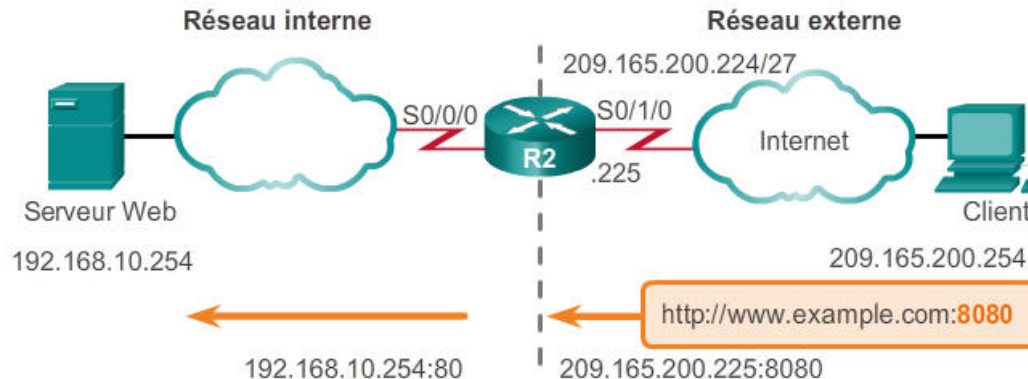 Réseau interne
Réseau externe
209.165.200.224/27
S0/0/0
S0/1/0
R2
Internet
.225
Serveur Web
Client
192.168.10.254
209.165.200.254
http://www.example.com:8080
192.168.10.254:80
209.165.200.225:8080